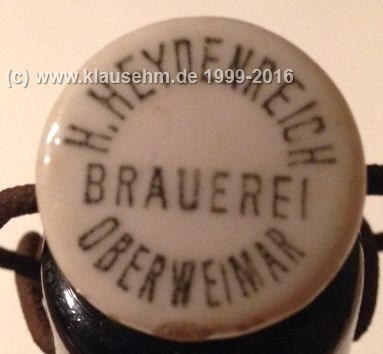 (c) www.klausehm.de 1999-2016
H. HEYDENREICH
BRAUEREI
OBERWEIMAR